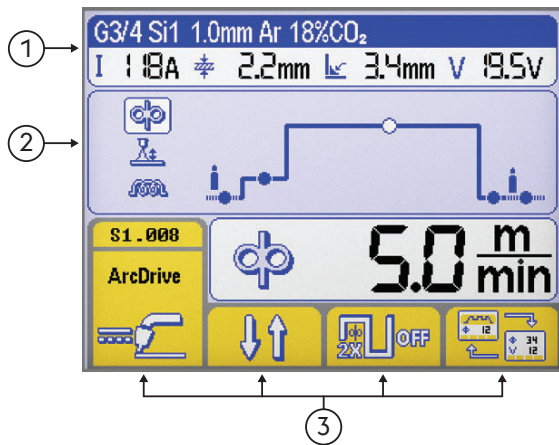 G3/4 Si1 1.0mm Ar 18%CO₂
I 118A 2.2mm 3.4mm V 19.5V
1
2
S1.008
ArcDrive
5.0 m/min
2X OFF
12
34
V 12
3